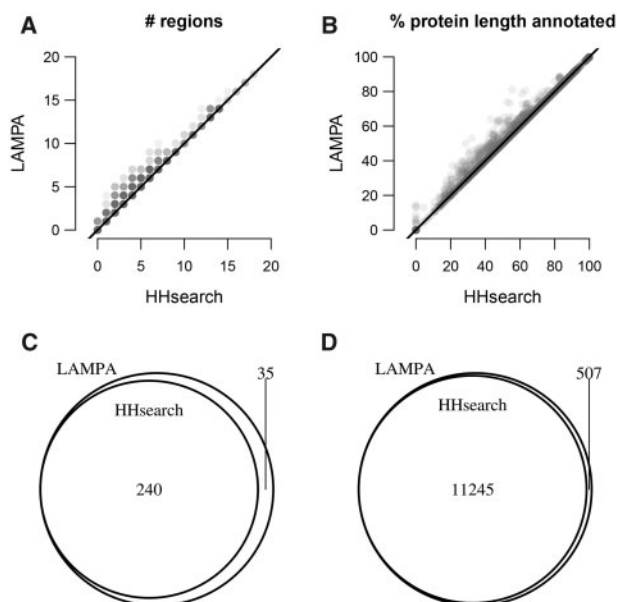 A # regions
20
15
10
5
0
LAMPA
0 5 10 15 20
HHsearch
B % protein length annotated
100
80
60
40
20
0
LAMPA
0 20 40 60 80 100
HHsearch
C
LAMPA 35
HHsearch
240
D
LAMPA 507
HHsearch
11245